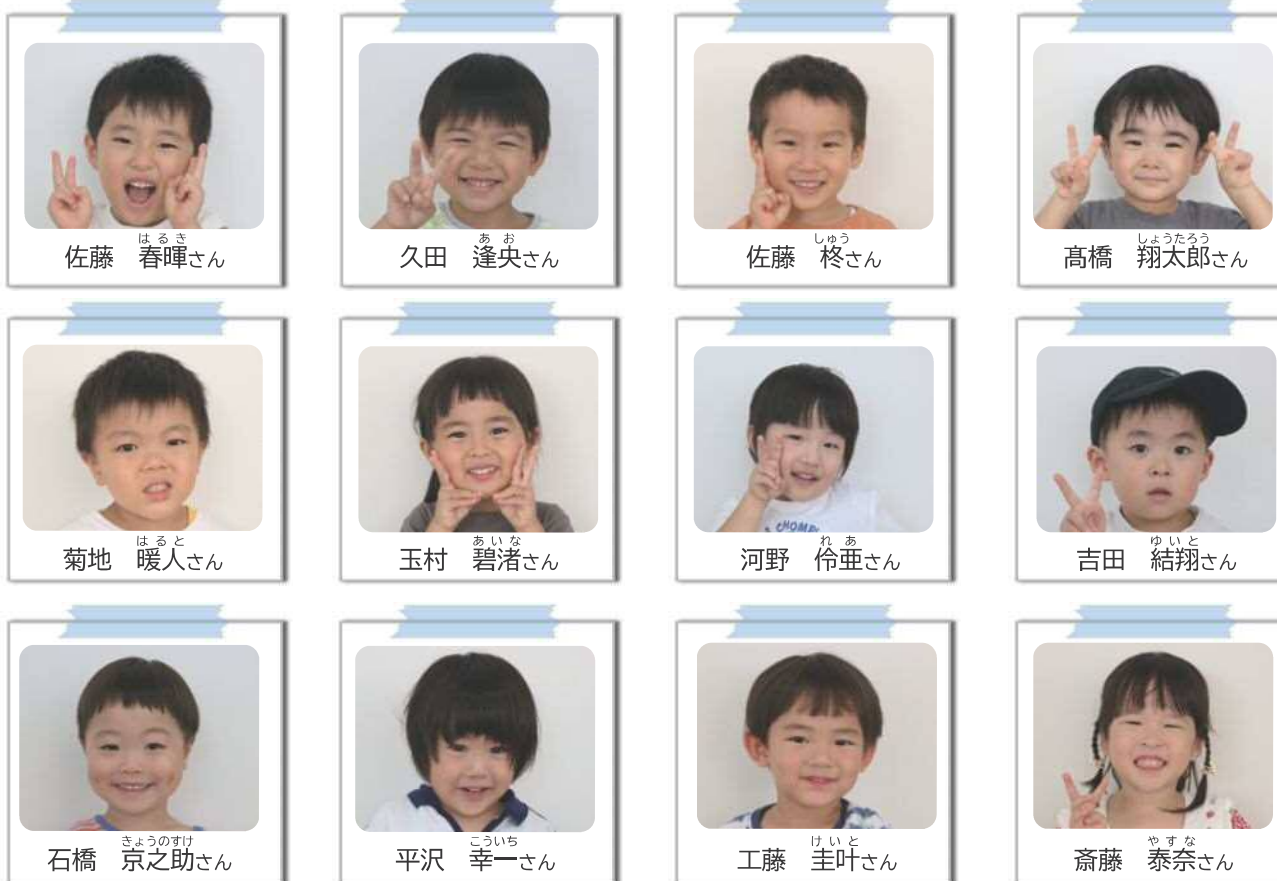 はるき
佐藤　春暉さん
あお
久田　逢央さん
しゅう
佐藤　柊さん
しょうたろう
髙橋　翔太郎さん
はると
菊地　暖人さん
あいな
玉村　碧渚さん
CHOMP
れあ
河野　伶亜さん
ゆいと
吉田　結翔さん
きょうのすけ
石橋　京之助さん
こういち
平沢　幸一さん
けいと
工藤　圭叶さん
やすな
斎藤　泰奈さん